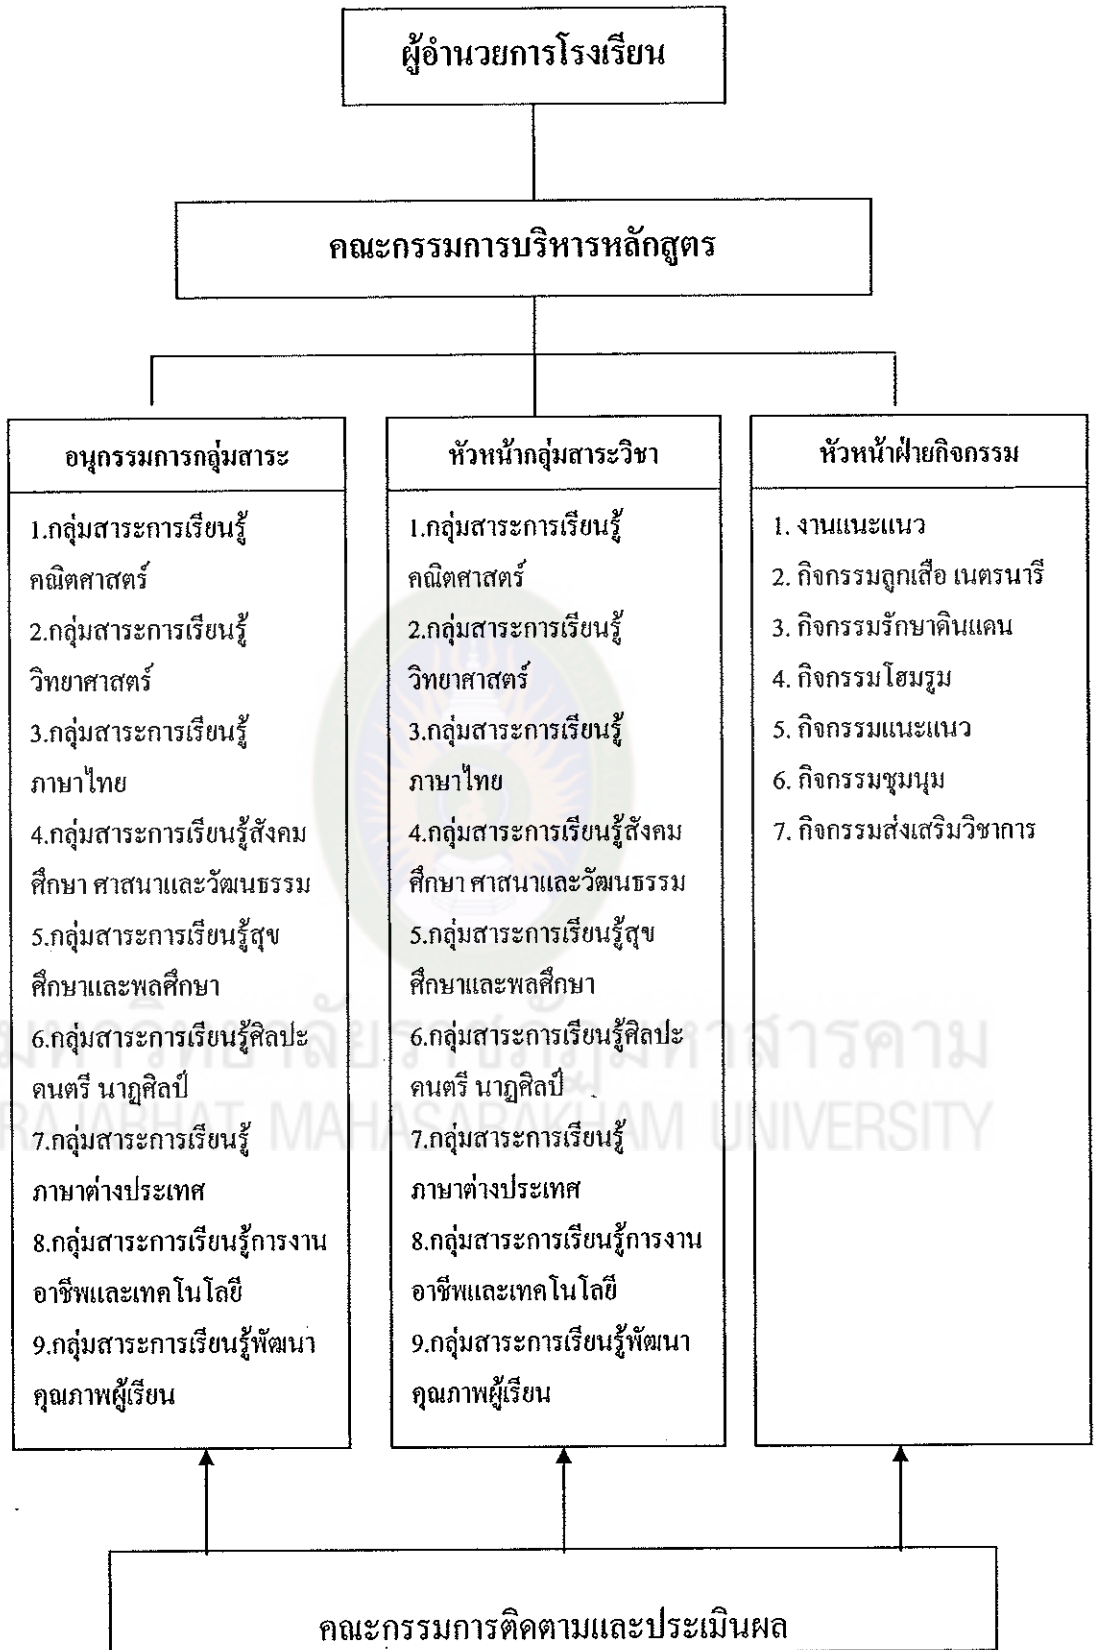 ผู้อำนวยการโรงเรียน
คณะกรรมการบริหารหลักสูตร
อนุกรรมการกลุ่มสาระ
1.กลุ่มสาระการเรียนรู้
คณิตศาสตร์
2.กลุ่มสาระการเรียนรู้
วิทยาศาสตร์
3.กลุ่มสาระการเรียนรู้
ภาษาไทย
4.กลุ่มสาระการเรียนรู้สังคม
ศึกษา ศาสนาและวัฒนธรรม
5.กลุ่มสาระการเรียนรู้สุข
ศึกษาและพลศึกษา
6.กลุ่มสาระการเรียนรู้ศิลปะ
ดนตรี นาฏศิลป์
7.กลุ่มสาระการเรียนรู้
ภาษาต่างประเทศ
8.กลุ่มสาระการเรียนรู้การงาน
อาชีพและเทคโนโลยี
9.กลุ่มสาระการเรียนรู้พัฒนา
คุณภาพผู้เรียน
หัวหน้ากลุ่มสาระวิชา
1.กลุ่มสาระการเรียนรู้
คณิตศาสตร์
2.กลุ่มสาระการเรียนรู้
วิทยาศาสตร์
3.กลุ่มสาระการเรียนรู้
ภาษาไทย
4.กลุ่มสาระการเรียนรู้สังคม
ศึกษา ศาสนาและวัฒนธรรม
5.กลุ่มสาระการเรียนรู้สุข
ศึกษาและพลศึกษา
6.กลุ่มสาระการเรียนรู้ศิลปะ
ดนตรี นาฏศิลป์
7.กลุ่มสาระการเรียนรู้
ภาษาต่างประเทศ
8.กลุ่มสาระการเรียนรู้การงาน
อาชีพและเทคโนโลยี
9.กลุ่มสาระการเรียนรู้พัฒนา
คุณภาพผู้เรียน
หัวหน้าฝ่ายกิจกรรม
1. งานแนะแนว
2. กิจกรรมลูกเสือ เนตรนารี
3. กิจกรรมรักษาดินแดน
4. กิจกรรมโฮมรูม
5. กิจกรรมแนะแนว
6. กิจกรรมชุมนุม
7. กิจกรรมส่งเสริมวิชาการ
มหาวิทยาลัยราชภัฏมหาสารคาม
RAJABHAT MAHASARAKHAM UNIVERSITY
คณะกรรมการติดตามและประเมินผล